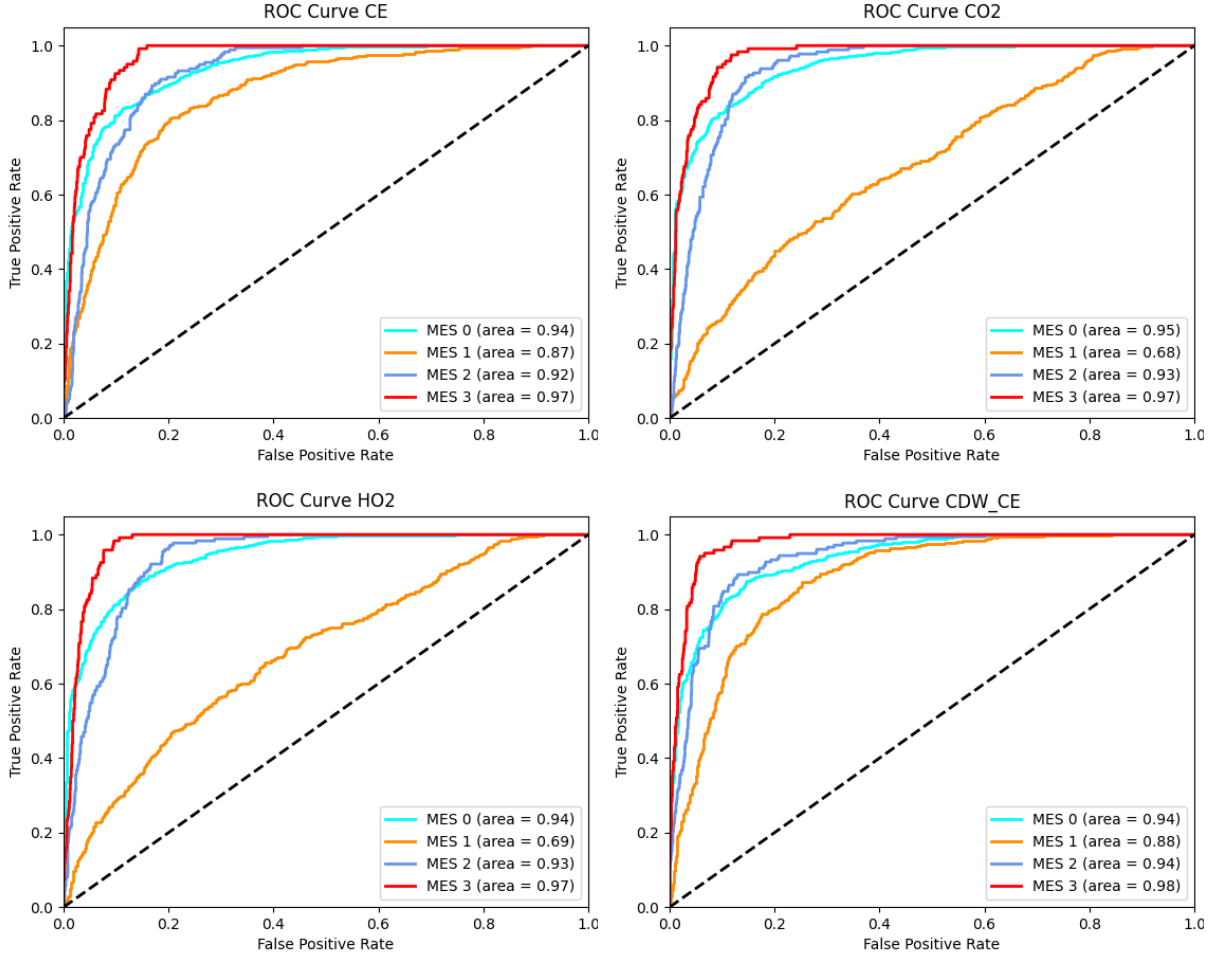 ROC Curve CE
True Positive Rate
1.0
0.8
0.6
0.4
0.2
0.0
MES 0 (area = 0.94)
MES 1 (area = 0.87)
MES 2 (area = 0.92)
MES 3 (area = 0.97)
0.0 0.2 0.4 0.6 0.8 1.0
False Positive Rate
ROC Curve CO2
True Positive Rate
1.0
0.8
0.6
0.4
0.2
0.0
MES 0 (area = 0.95)
MES 1 (area = 0.68)
MES 2 (area = 0.93)
MES 3 (area = 0.97)
0.0 0.2 0.4 0.6 0.8 1.0
False Positive Rate
ROC Curve HO2
True Positive Rate
1.0
0.8
0.6
0.4
0.2
0.0
MES 0 (area = 0.94)
MES 1 (area = 0.69)
MES 2 (area = 0.93)
MES 3 (area = 0.97)
0.0 0.2 0.4 0.6 0.8 1.0
False Positive Rate
ROC Curve CDW_CE
True Positive Rate
1.0
0.8
0.6
0.4
0.2
0.0
MES 0 (area = 0.94)
MES 1 (area = 0.88)
MES 2 (area = 0.94)
MES 3 (area = 0.98)
0.0 0.2 0.4 0.6 0.8 1.0
False Positive Rate